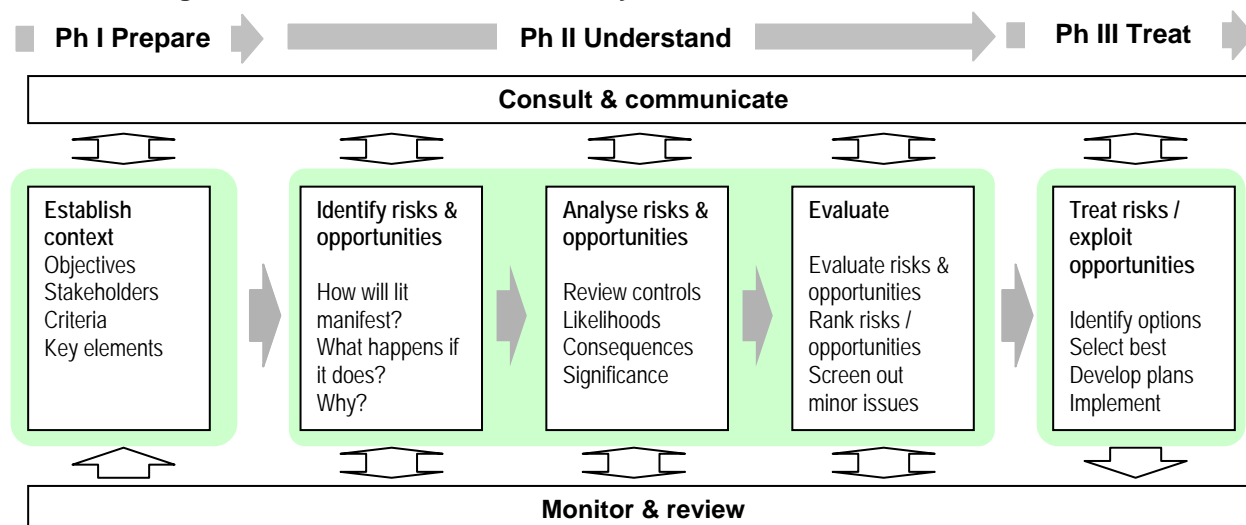 Ph I Prepare
Ph II Understand
Ph III Treat
Consult & communicate
Establish
context
Objectives
Stakeholders
Criteria
Key elements
Identify risks &
opportunities
How will lit
manifest?
What happens if
it does?
Why?
Analyse risks &
opportunities
Review controls
Likelihoods
Consequences
Significance
Evaluate
Evaluate risks &
opportunities
Rank risks /
opportunities
Screen out
minor issues
Treat risks /
exploit
opportunities
Identify options
Select best
Develop plans
Implement
Monitor & review